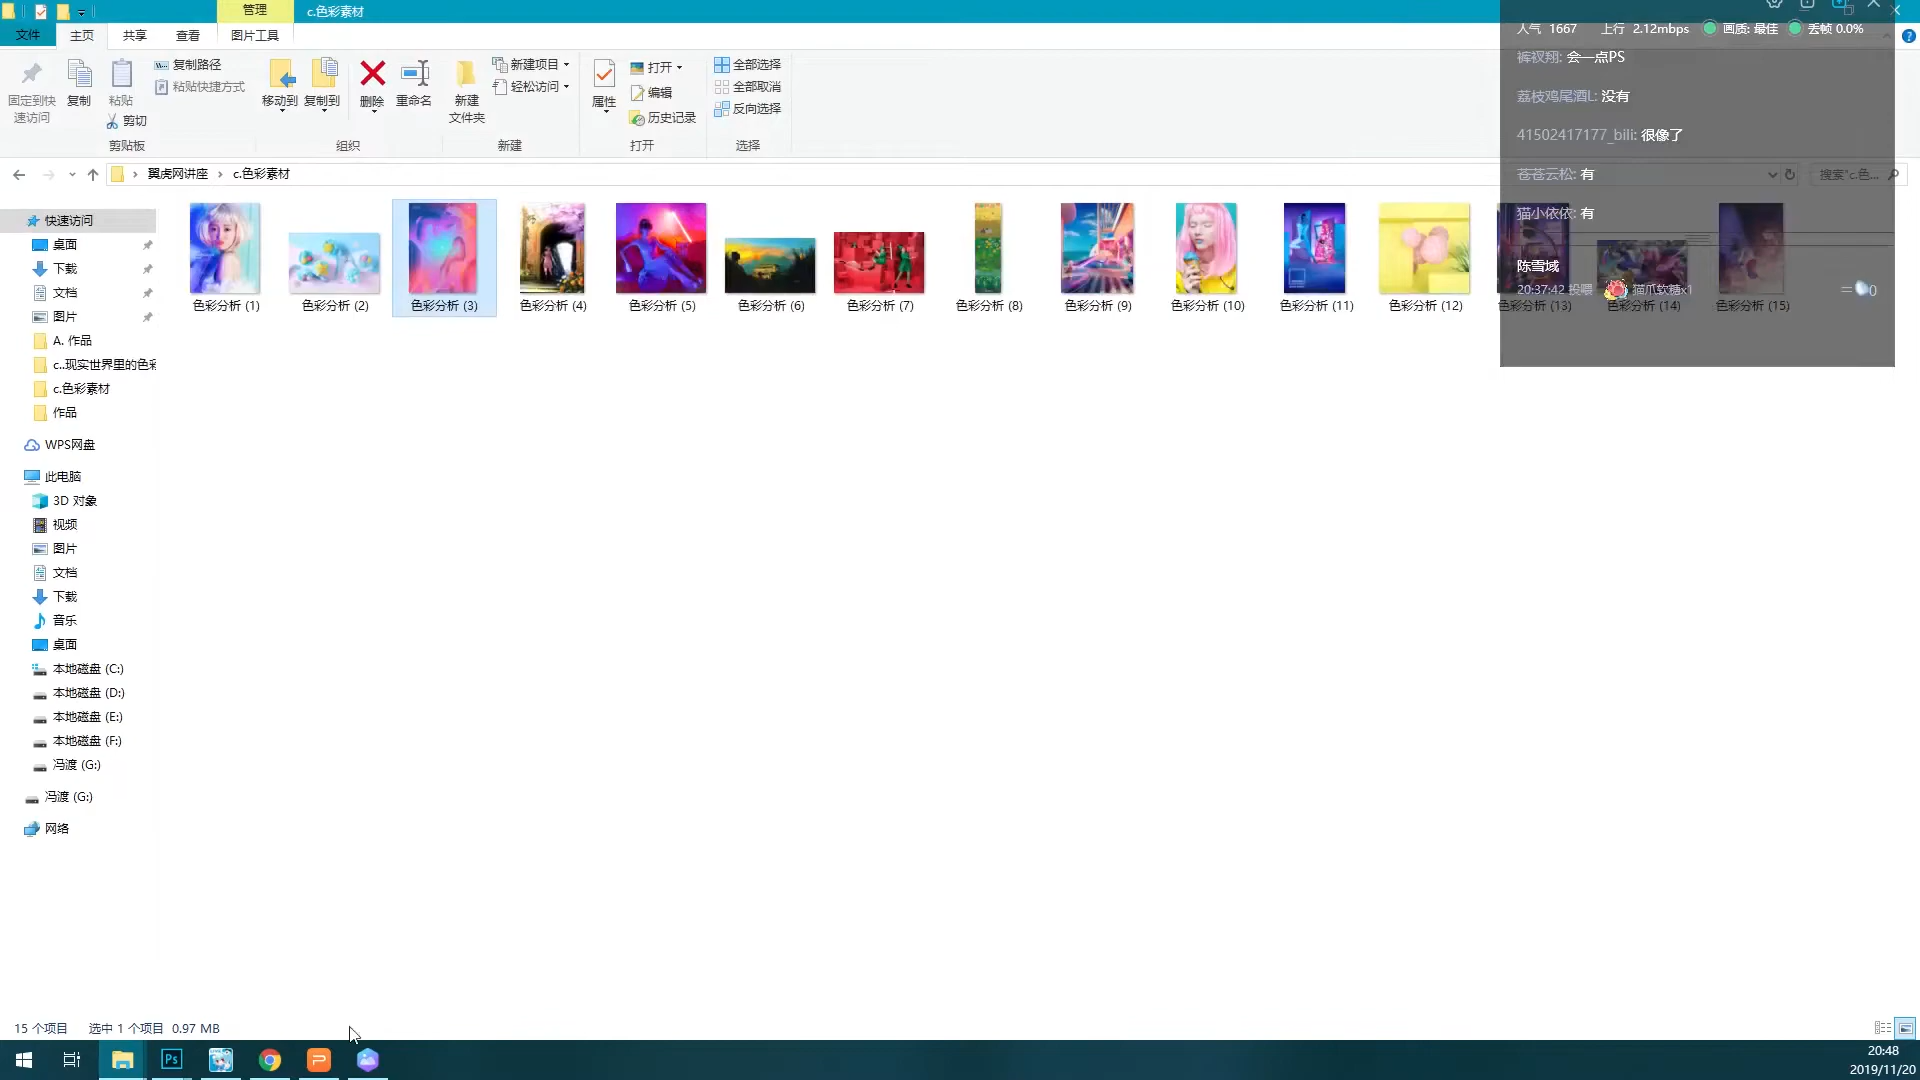 管理
c.色彩素材
文件
主页
共享
查看
图片工具
固定到快
速访问
复制
粘贴
复制路径
粘贴快捷方式
剪切
剪贴板
移动到
复制到
删除
重命名
组织
新建
文件夹
新建项目
轻松访问
新建
属性
打开
编辑
历史记录
打开
全部选择
全部取消
反向选择
选择
翼虎网讲座 › c.色彩素材
搜索"c.色...
快速访问
桌面
下载
文档
图片
A. 作品
c..现实世界里的色彩
c.色彩素材
作品
WPS网盘
此电脑
3D 对象
视频
图片
文档
下载
音乐
桌面
本地磁盘 (C:)
本地磁盘 (D:)
本地磁盘 (E:)
本地磁盘 (F:)
冯渡 (G:)
冯渡 (G:)
网络
色彩分析 (1)
色彩分析 (2)
色彩分析 (3)
色彩分析 (4)
色彩分析 (5)
色彩分析 (6)
色彩分析 (7)
色彩分析 (8)
色彩分析 (9)
色彩分析 (10)
色彩分析 (11)
色彩分析 (12)
色彩分析 (13)
色彩分析 (14)
色彩分析 (15)
人气 1667 上行 2.12mbps 画质: 最佳 丢帧 0.0%
裤衩翔: 会一点PS
荔枝鸡尾酒L: 没有
41502417177_bili: 很像了
苍苍云松: 有
猫小依依: 有
陈雪域
20:37:42 投喂 猫爪软糖x1
0
15 个项目 选中 1 个项目 0.97 MB
Ps
20:48
2019/11/20